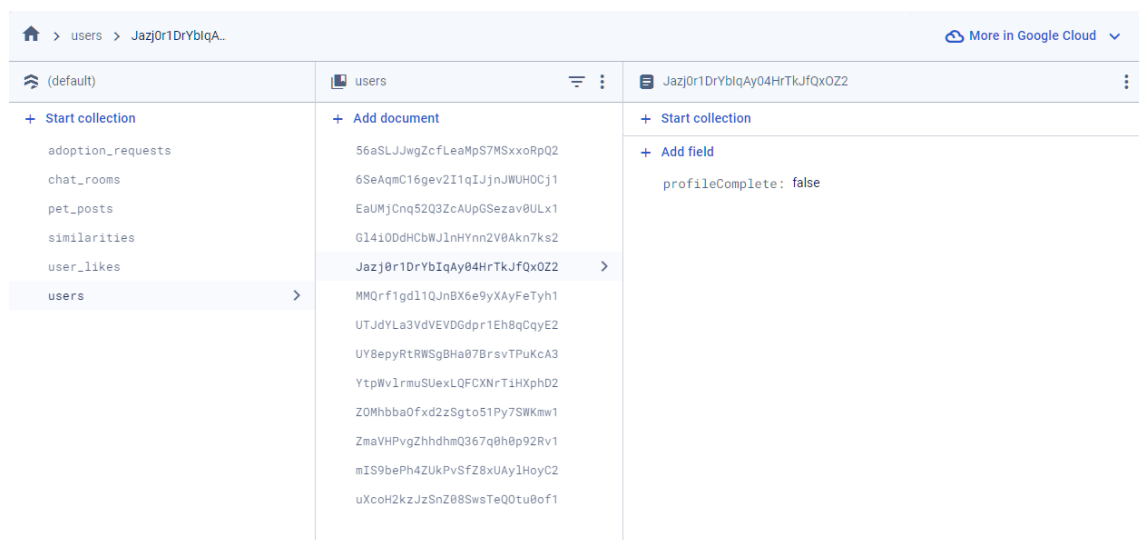 users > Jazj0r1DrYbIqA…
More in Google Cloud
(default)
+ Start collection
adoption_requests
chat_rooms
pet_posts
similarities
user_likes
users
users
+ Add document
56aSLJJwgZcfLeaMpS7MSxxoRpQ2
6SeAqmC16gev2I1qIJjnJWUHOCj1
EaUMjCnq52Q3ZcAUpGSezav0ULx1
Gl4iODdHCbWJlnHYnn2V0Akn7ks2
Jazj0r1DrYbIqAy04HrTkJfQxOZ2
MMQrf1gdl1QJnBX6e9yXAyFeTyh1
UTJdYLa3VdVEVDGdpr1Eh8qCqyE2
UY8epyRtRWSgBHa07BrsvTPuKcA3
YtpWvlrmuSUexLQFCXNrTiHXphD2
ZOMhbbaOfxd2zSgto51Py7SWKmw1
ZmaVHPvgZhhdhmQ367q0h0p92Rv1
mIS9bePh4ZUkPvSfZ8xUAylHoyC2
uXcoH2kzJzSnZ08SwsTeQOtu0of1
Jazj0r1DrYbIqAy04HrTkJfQxOZ2
+ Start collection
+ Add field
profileComplete: false